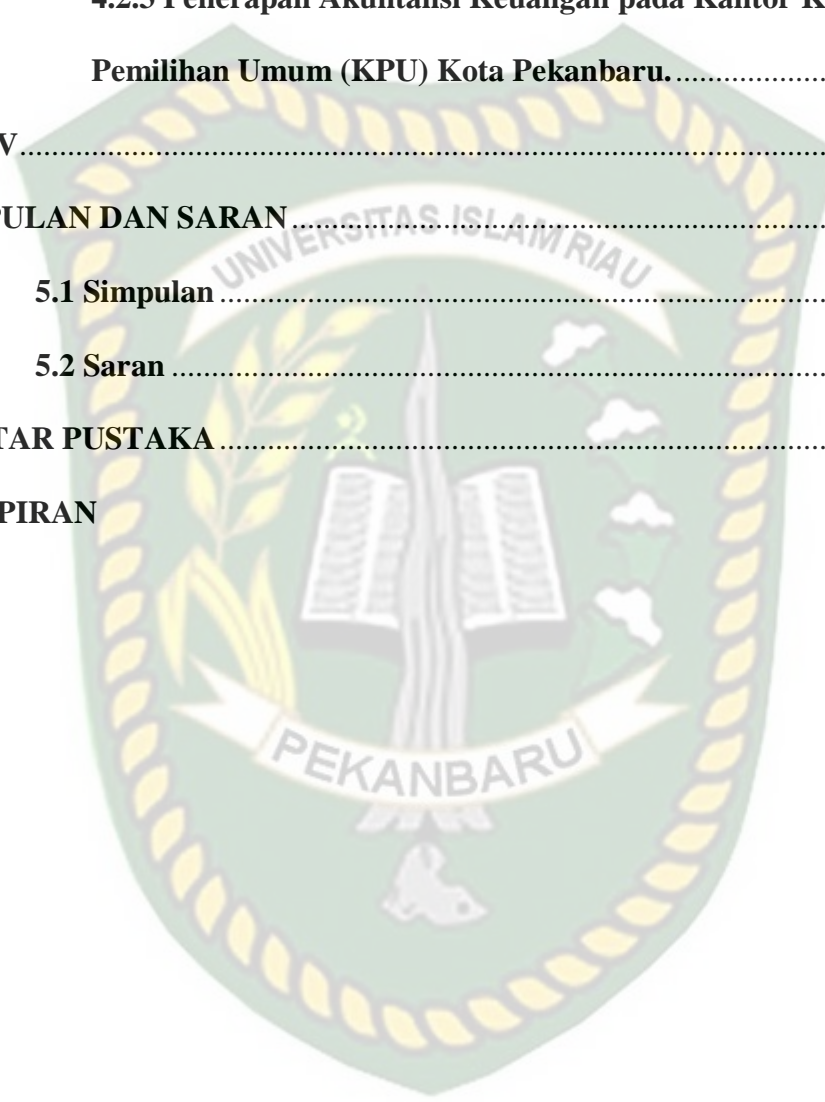 4.2.3 Penerapan Akuntansi Keuangan pada Kantor K
Pemilihan Umum (KPU) Kota Pekanbaru.
V
PULAN DAN SARAN
UNIVERSITAS ISLAM RIAU
5.1 Simpulan
5.2 Saran
TAR PUSTAKA
PIRAN
PEKANBARU